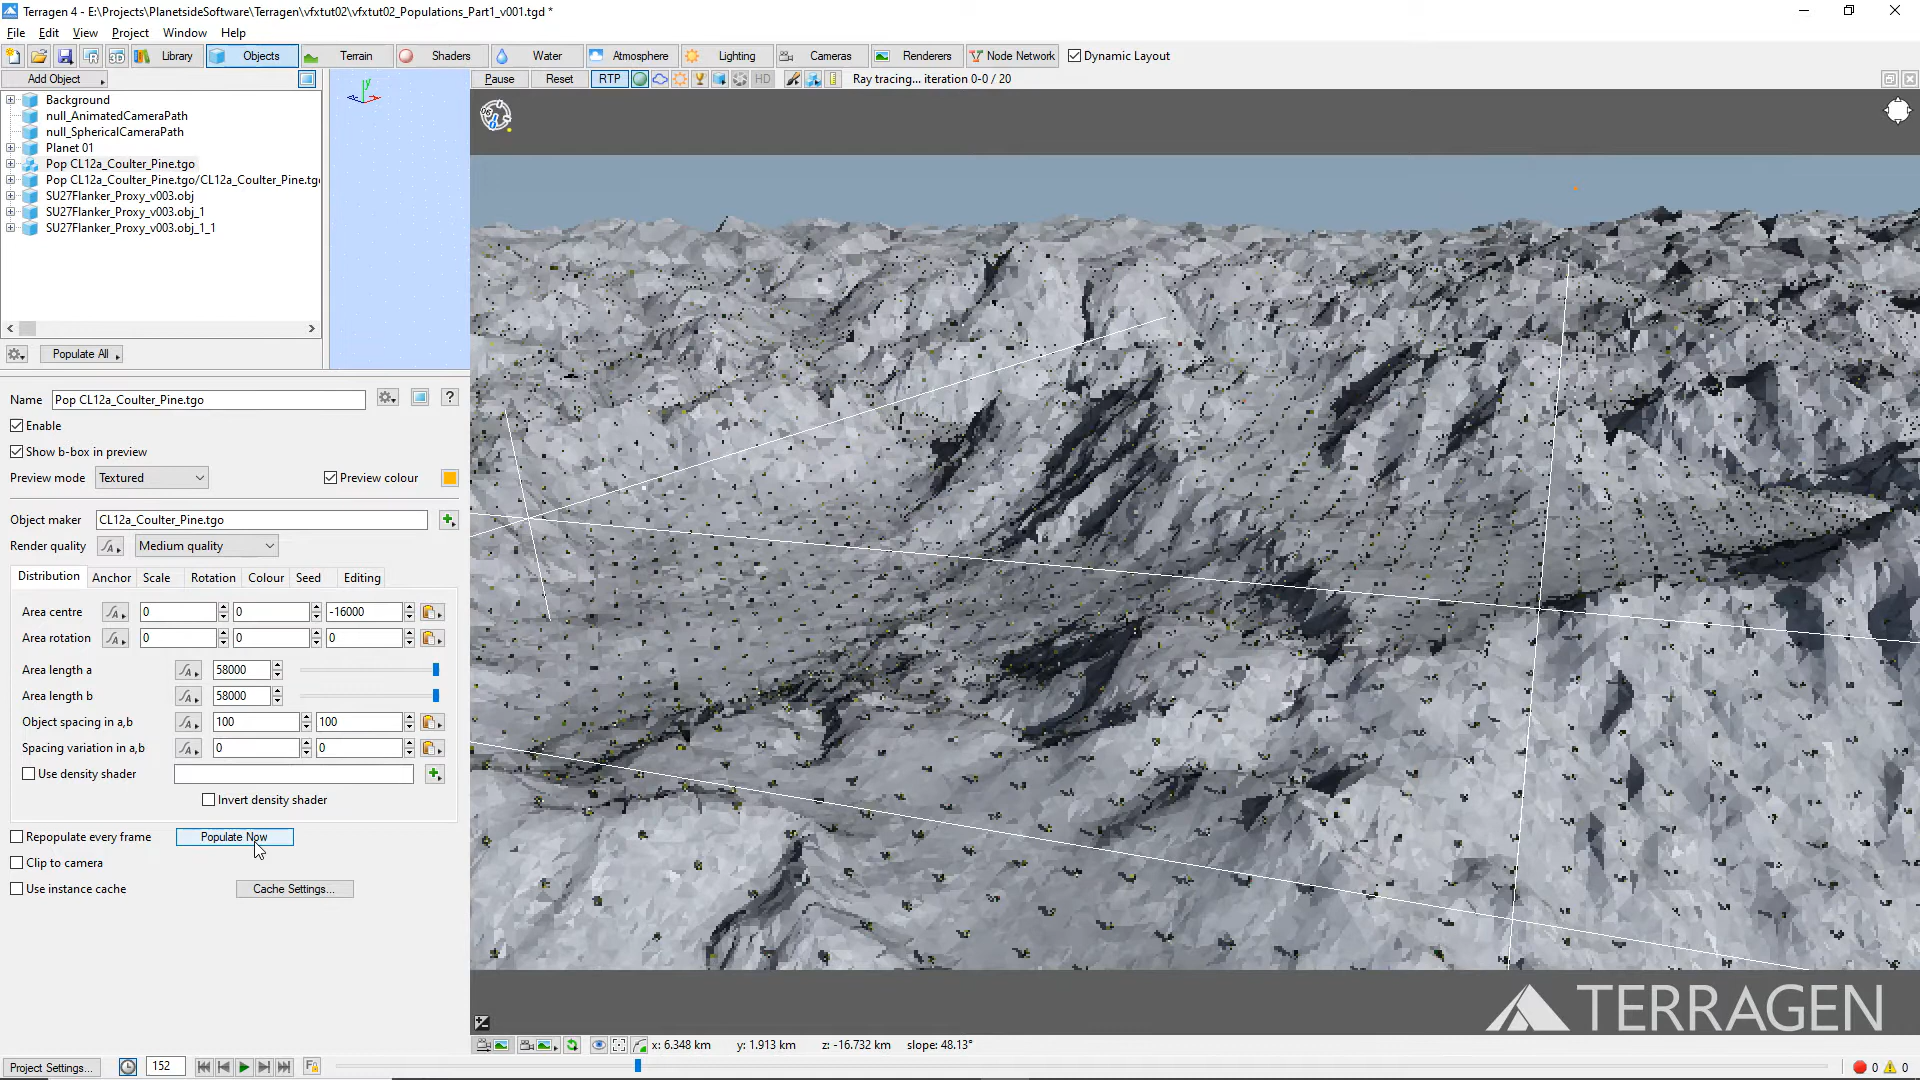 Terragen 4 - E:\Projects\PlanetsideSoftware\Terragen\vfxtut02\vfxtut02_Populations_Part1_v001.tgd *
File Edit View Project Window Help
Library Objects Terrain Shaders Water Atmosphere Lighting Cameras Renderers Node Network Dynamic Layout
Add Object Pause Reset RTP HD Ray tracing... iteration 0-0 / 20
y
Background
null_AnimatedCameraPath
null_SphericalCameraPath
Planet 01
Pop CL12a_Coulter_Pine.tgo
Pop CL12a_Coulter_Pine.tgo/CL12a_Coulter_Pine.tg
SU27Flanker_Proxy_v003.obj
SU27Flanker_Proxy_v003.obj_1
SU27Flanker_Proxy_v003.obj_1_1
Populate All
Name Pop CL12a_Coulter_Pine.tgo ?
Enable
Show b-box in preview
Preview mode Textured Preview colour
Object maker CL12a_Coulter_Pine.tgo
Render quality Medium quality
Distribution Anchor Scale Rotation Colour Seed Editing
Area centre 0 0 -16000
Area rotation 0 0 0
Area length a 58000
Area length b 58000
Object spacing in a,b 100 100
Spacing variation in a,b 0 0
Use density shader
Invert density shader
Repopulate every frame Populate Now
Clip to camera
Use instance cache Cache Settings...
TERRAGEN
x: 6.348 km y: 1.913 km z: -16.732 km slope: 48.13°
Project Settings... 152 0 0